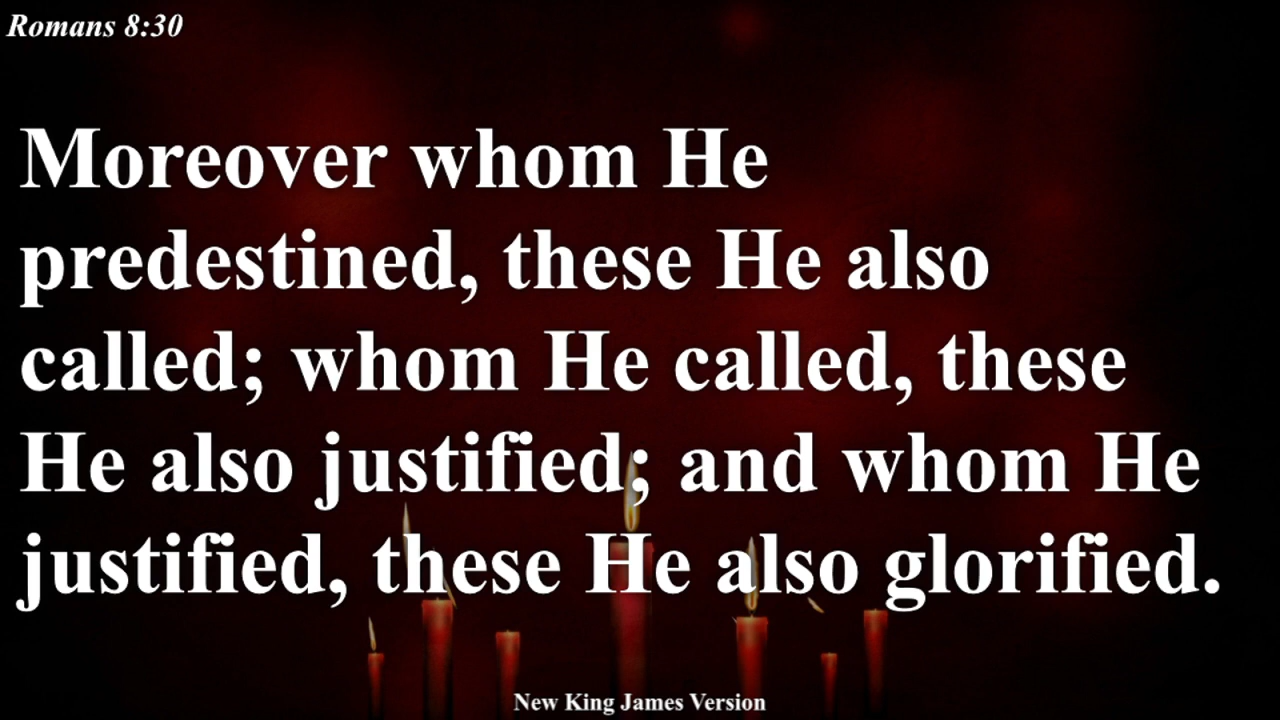 Romans 8:30
Moreover whom He
predestined, these He also
called; whom He called, these
He also justified; and whom He
justified, these He also glorified.
New King James Version